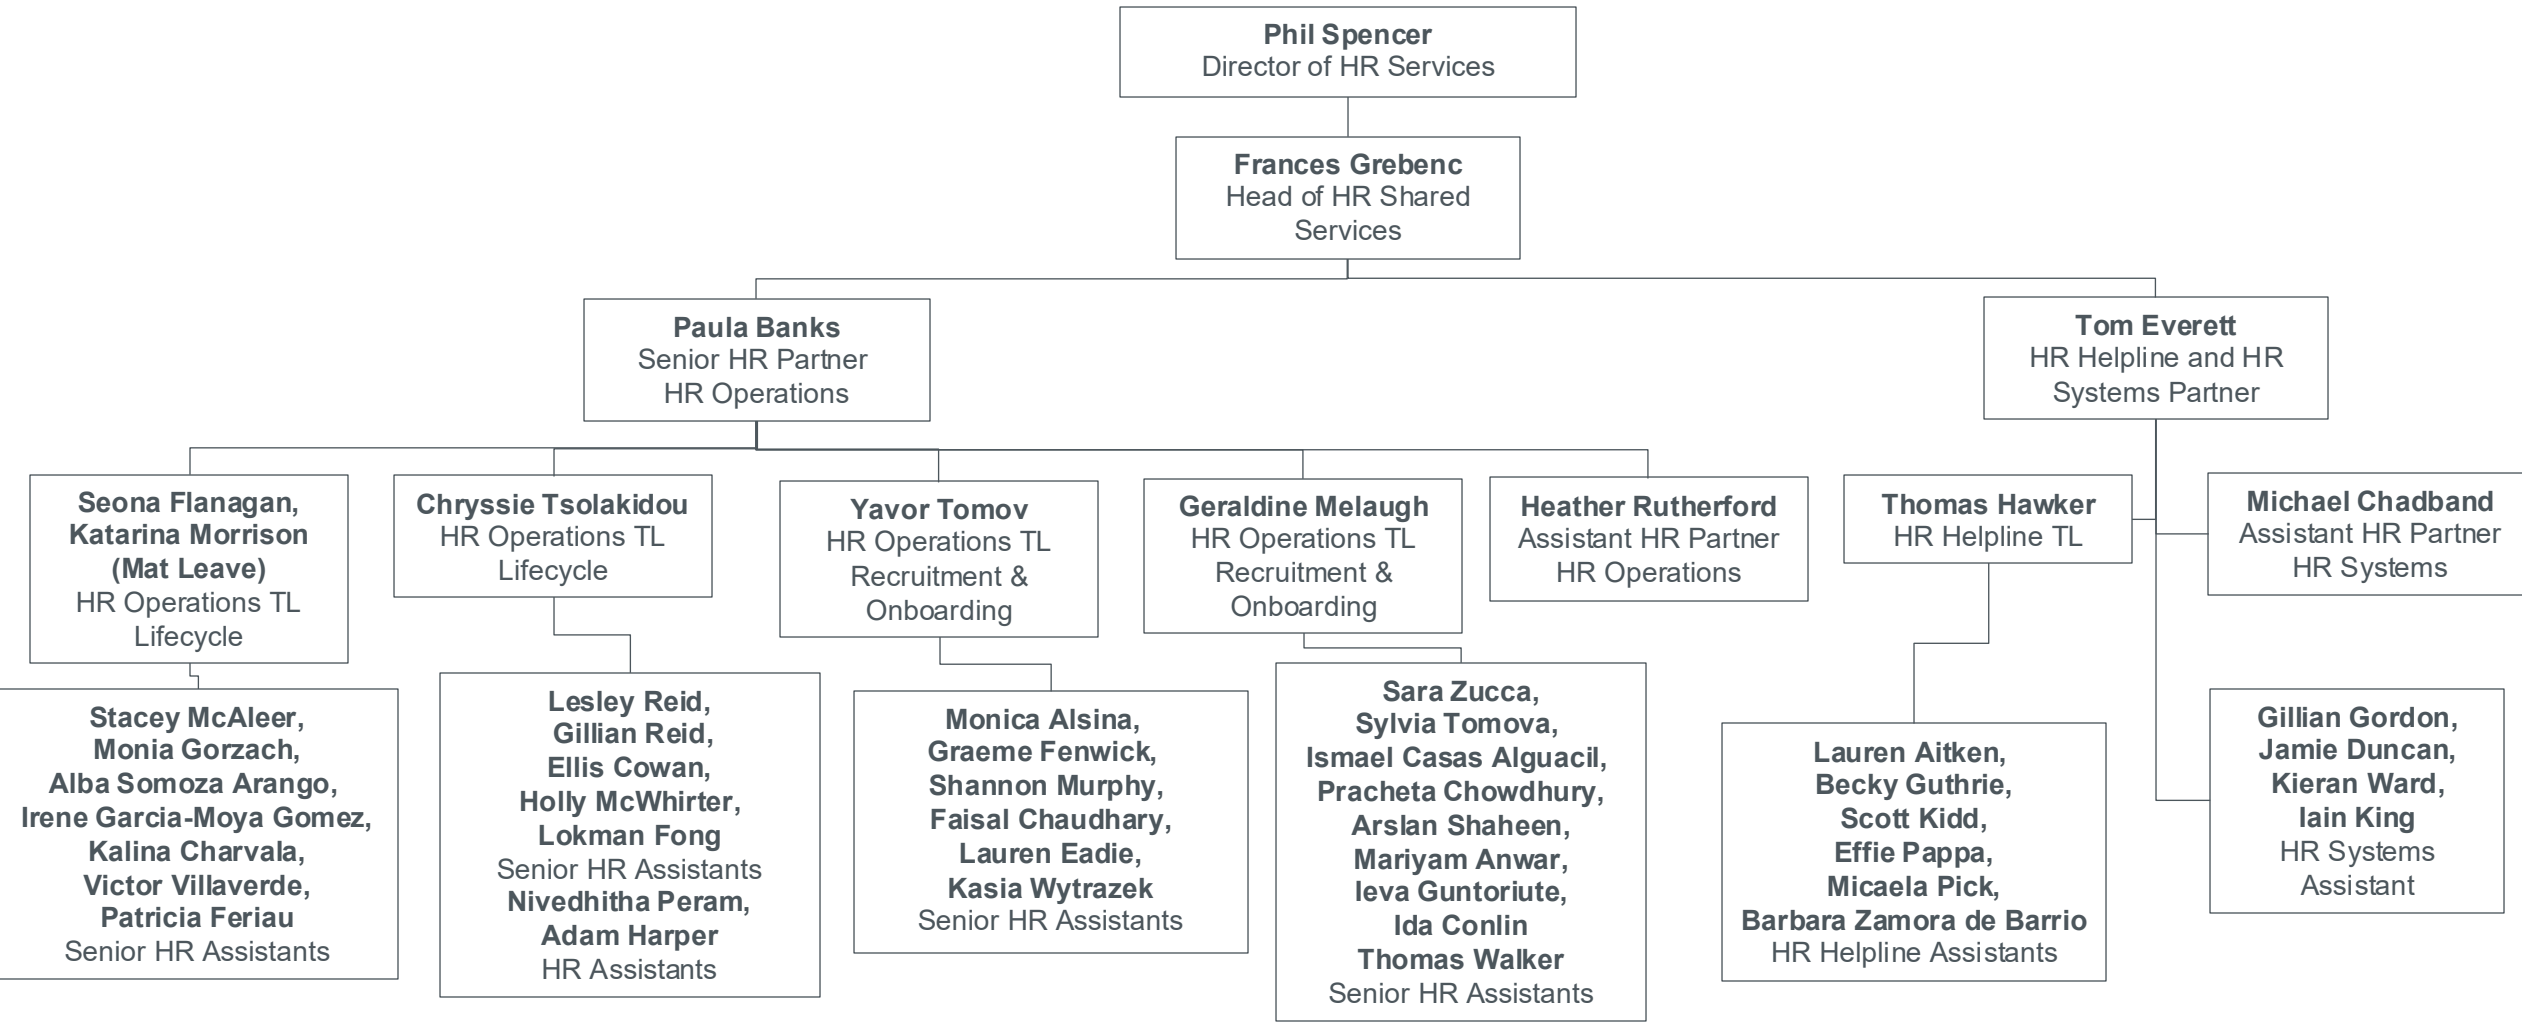 Phil Spencer
Director of HR Services
Frances Grebenc
Head of HR Shared
Services
Paula Banks
Senior HR Partner
HR Operations
Tom Everett
HR Helpline and HR
Systems Partner
Seona Flanagan,
Katarina Morrison
(Mat Leave)
HR Operations TL
Lifecycle
Chryssie Tsolakidou
HR Operations TL
Lifecycle
Yavor Tomov
HR Operations TL
Recruitment &
Onboarding
Geraldine Melaugh
HR Operations TL
Recruitment &
Onboarding
Heather Rutherford
Assistant HR Partner
HR Operations
Thomas Hawker
HR Helpline TL
Michael Chadband
Assistant HR Partner
HR Systems
Stacey McAleer,
Monia Gorzach,
Alba Somoza Arango,
Irene Garcia-Moya Gomez,
Kalina Charvala,
Victor Villaverde,
Patricia Feriau
Senior HR Assistants
Lesley Reid,
Gillian Reid,
Ellis Cowan,
Holly McWhirter,
Lokman Fong
Senior HR Assistants
Nivedhitha Peram,
Adam Harper
HR Assistants
Monica Alsina,
Graeme Fenwick,
Shannon Murphy,
Faisal Chaudhary,
Lauren Eadie,
Kasia Wytrazek
Senior HR Assistants
Sara Zucca,
Sylvia Tomova,
Ismael Casas Alguacil,
Pracheta Chowdhury,
Arslan Shaheen,
Mariyam Anwar,
Ieva Guntoriute,
Ida Conlin
Thomas Walker
Senior HR Assistants
Lauren Aitken,
Becky Guthrie,
Scott Kidd,
Effie Pappa,
Micaela Pick,
Barbara Zamora de Barrio
HR Helpline Assistants
Gillian Gordon,
Jamie Duncan,
Kieran Ward,
Iain King
HR Systems
Assistant